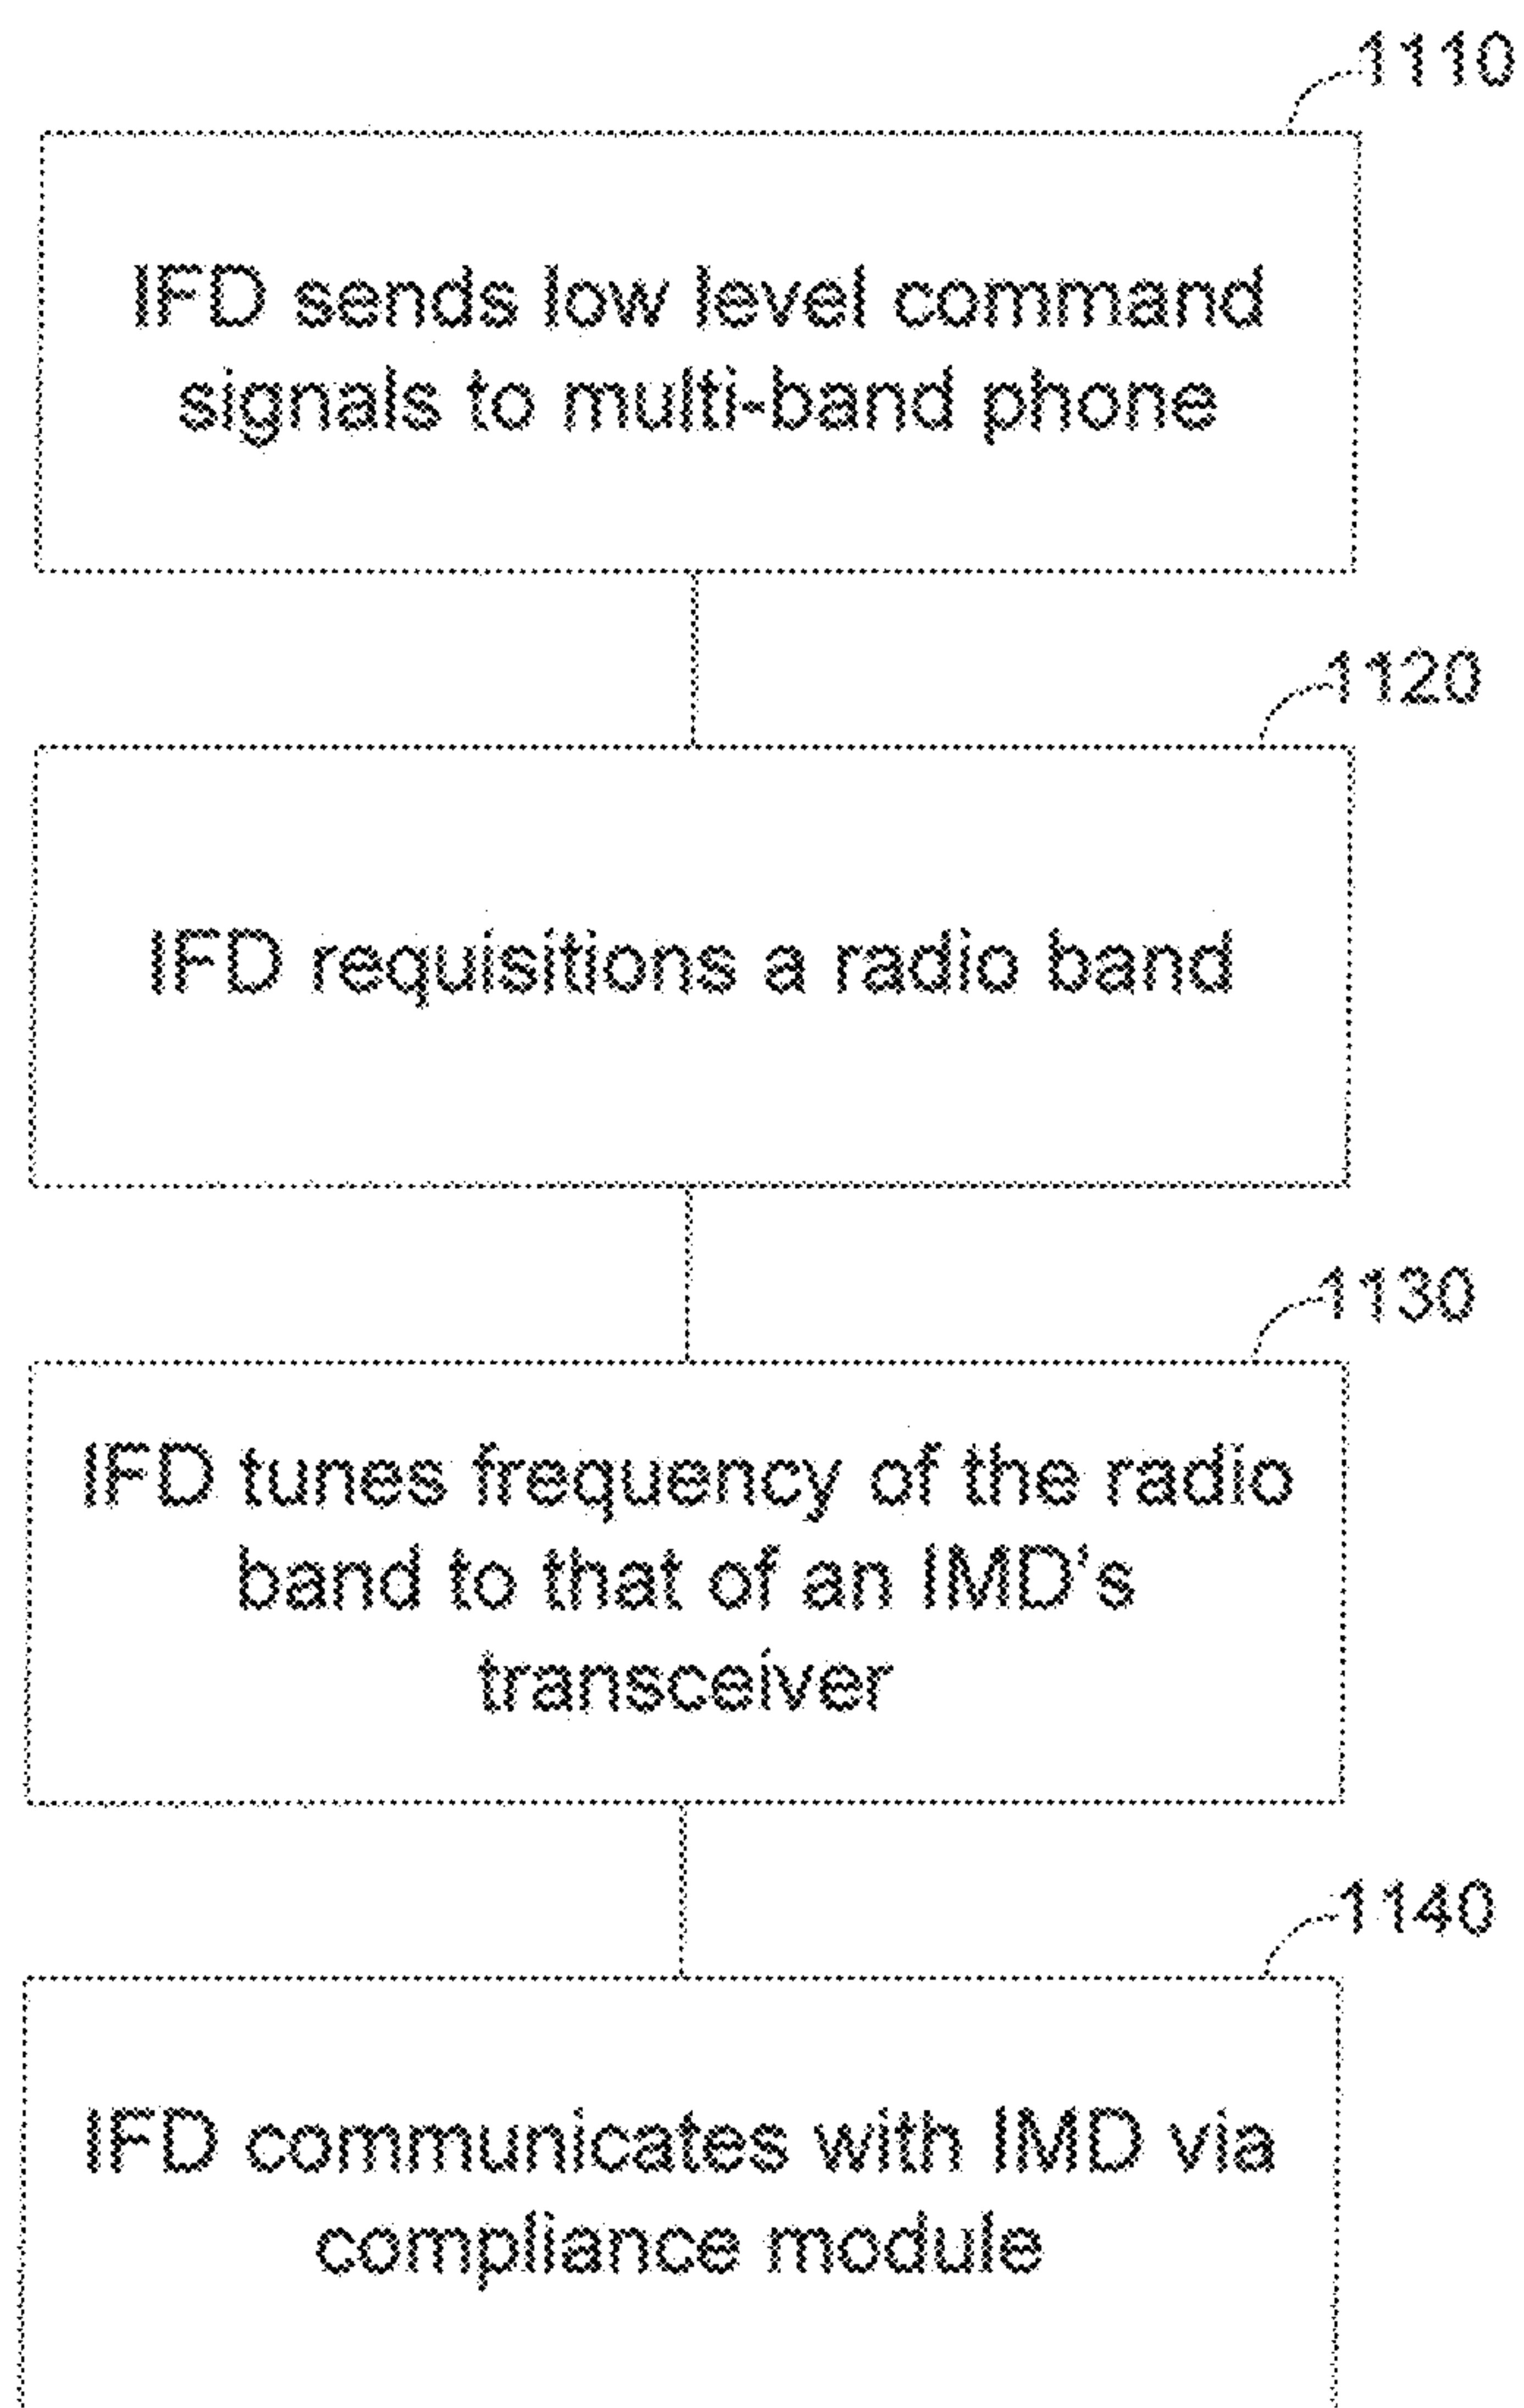 1110
IFD sends low level command
signals to multi-band phone
1120
IFD requisitions a radio band
1130
IFD tunes frequency of the radio
band to that of an IMD's
transceiver
1140
IFD communicates with IMD via
compliance module